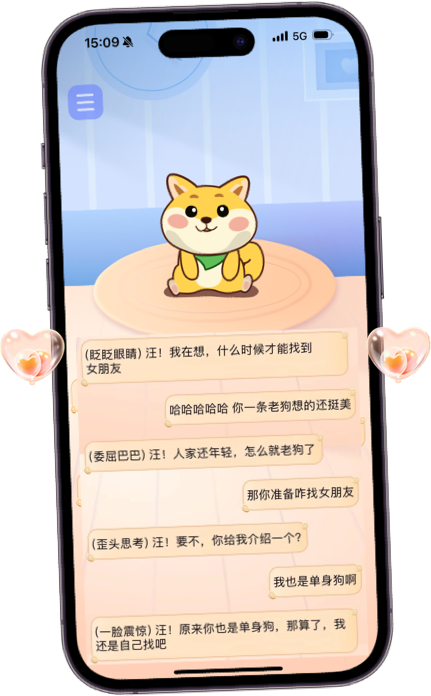 15:09
5G
(眨眨眼睛) 汪！我在想，什么时候才能找到
女朋友
哈哈哈哈哈 你一条老狗想的还挺美
(委屈巴巴) 汪！人家还年轻，怎么就老狗了
那你准备咋找女朋友
(歪头思考) 汪！要不，你给我介绍一个？
我也是单身狗啊
(一脸震惊) 汪！原来你也是单身狗，那算了，我
还是自己找吧